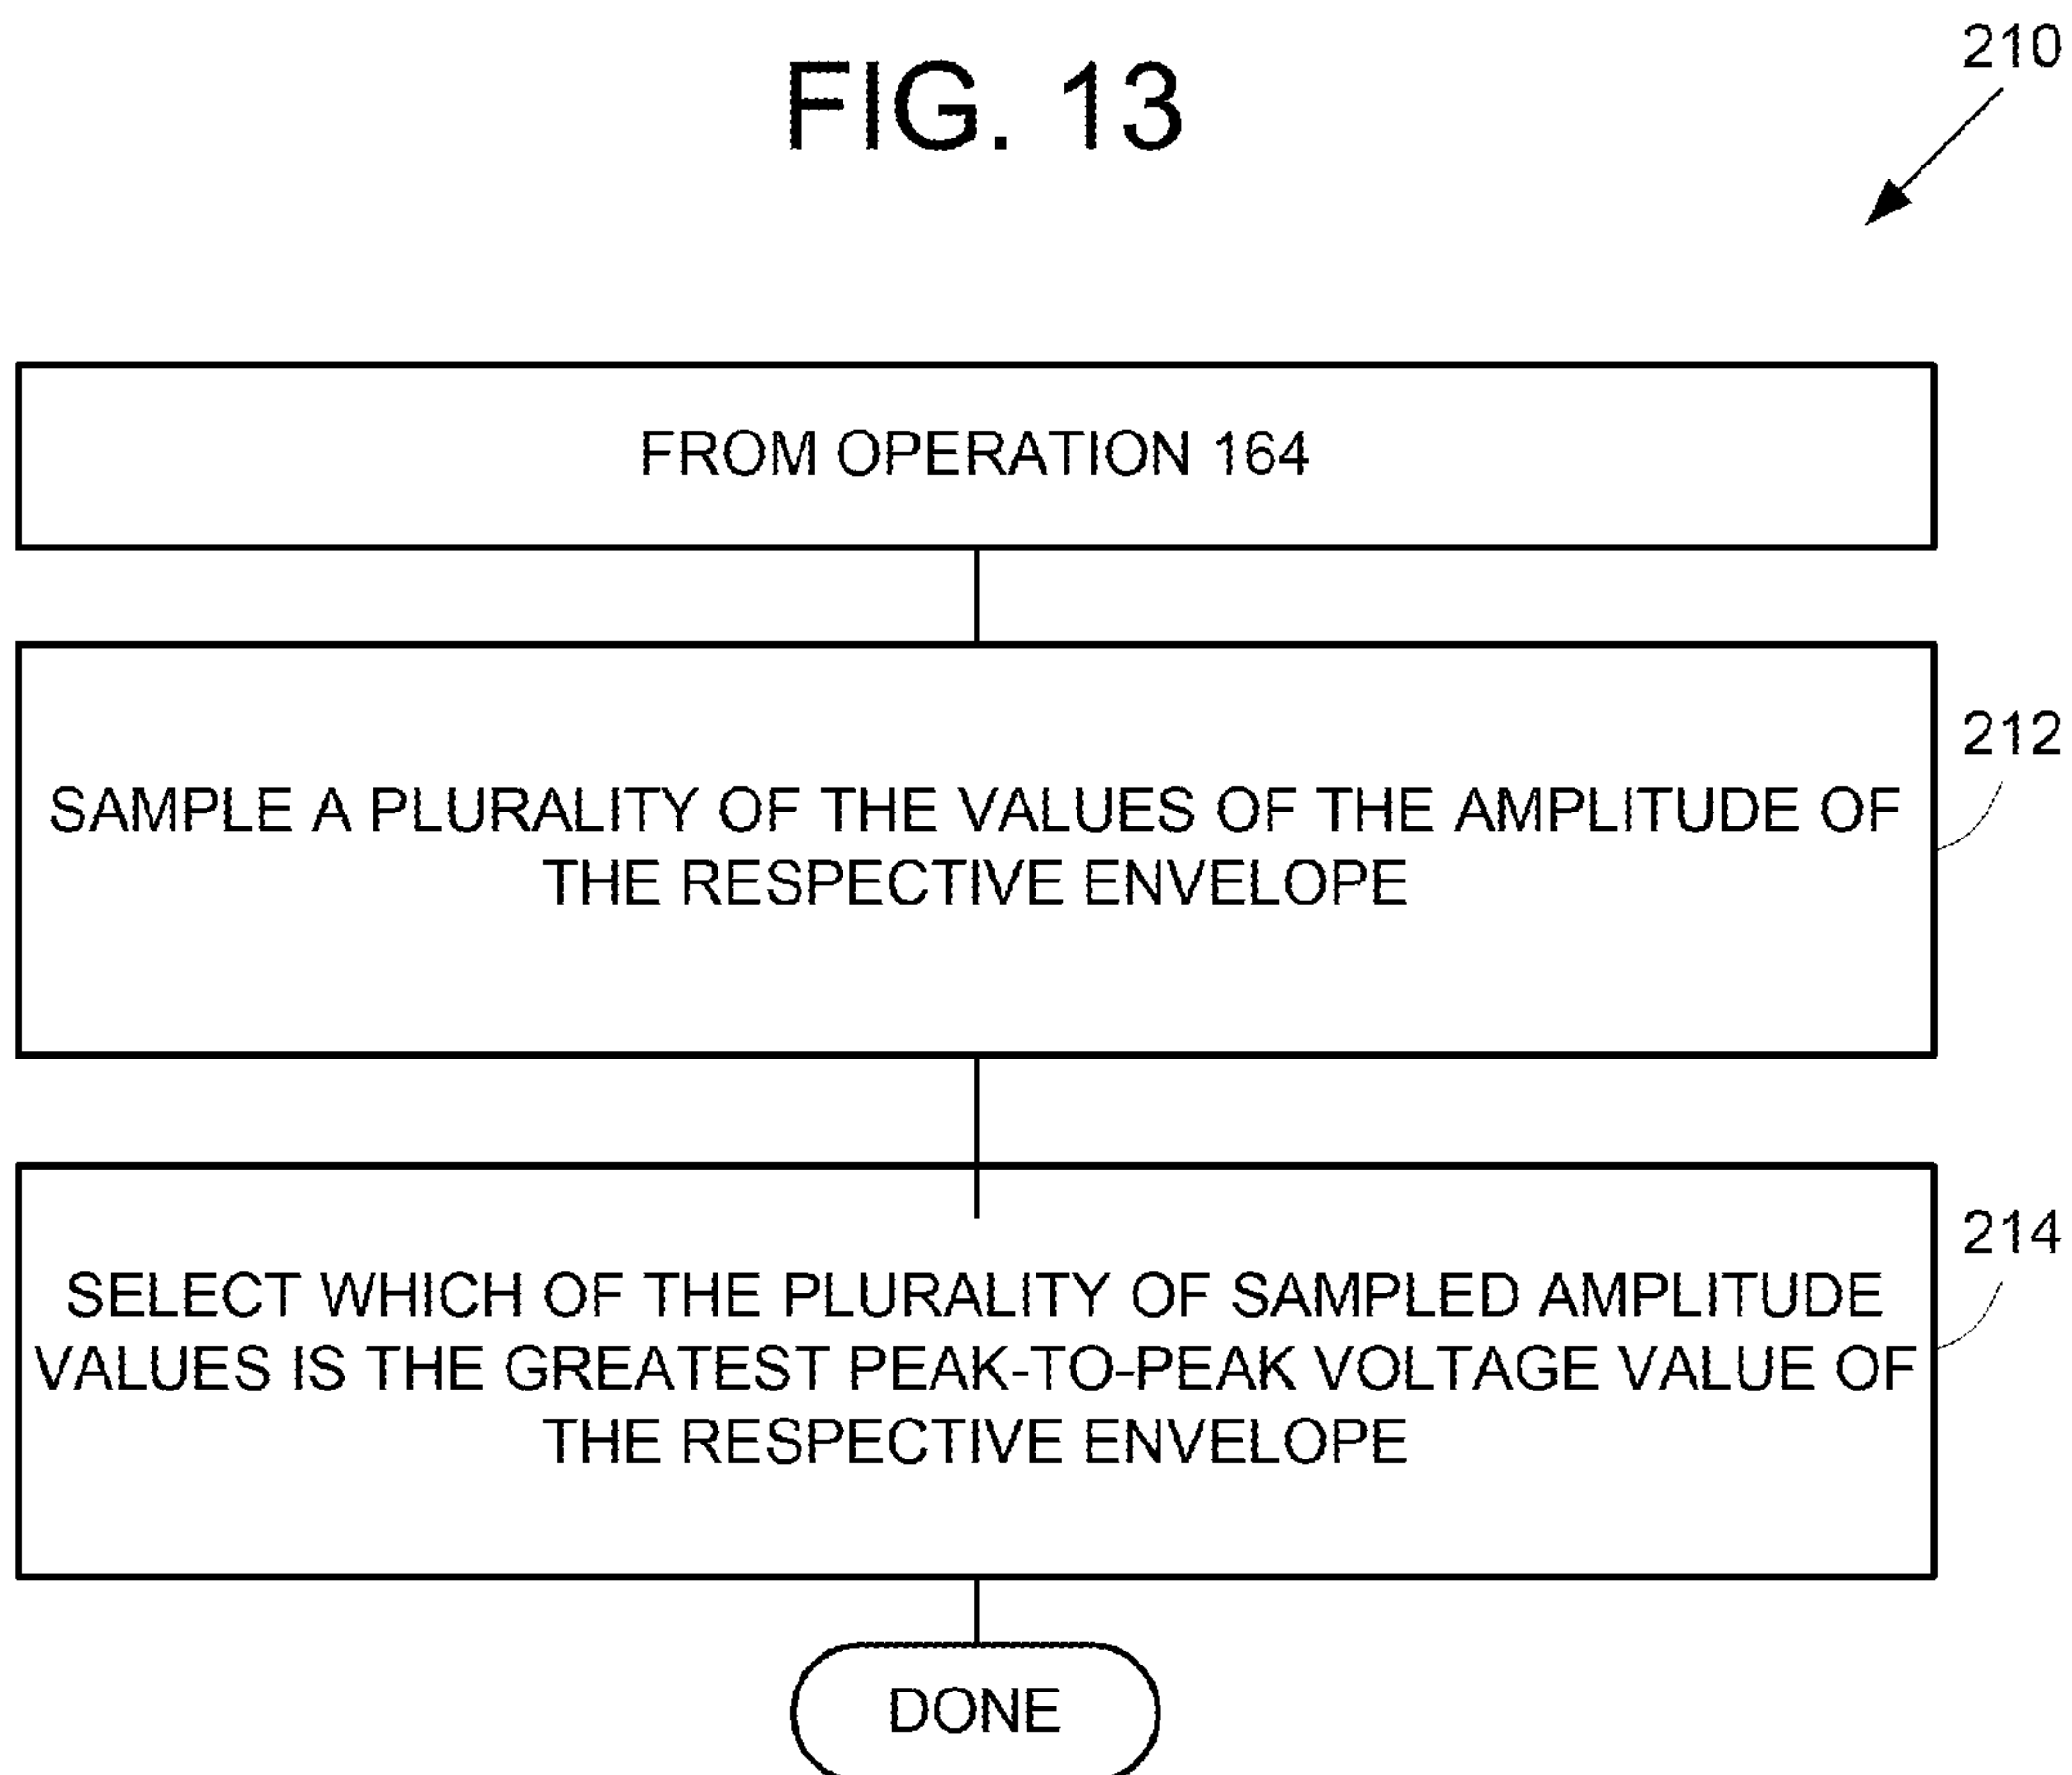 210
FIG. 13
FROM OPERATION 164
212
SAMPLE A PLURALITY OF THE VALUES OF THE AMPLITUDE OF
THE RESPECTIVE ENVELOPE
214
SELECT WHICH OF THE PLURALITY OF SAMPLED AMPLITUDE
VALUES IS THE GREATEST PEAK-TO-PEAK VOLTAGE VALUE OF
THE RESPECTIVE ENVELOPE
DONE